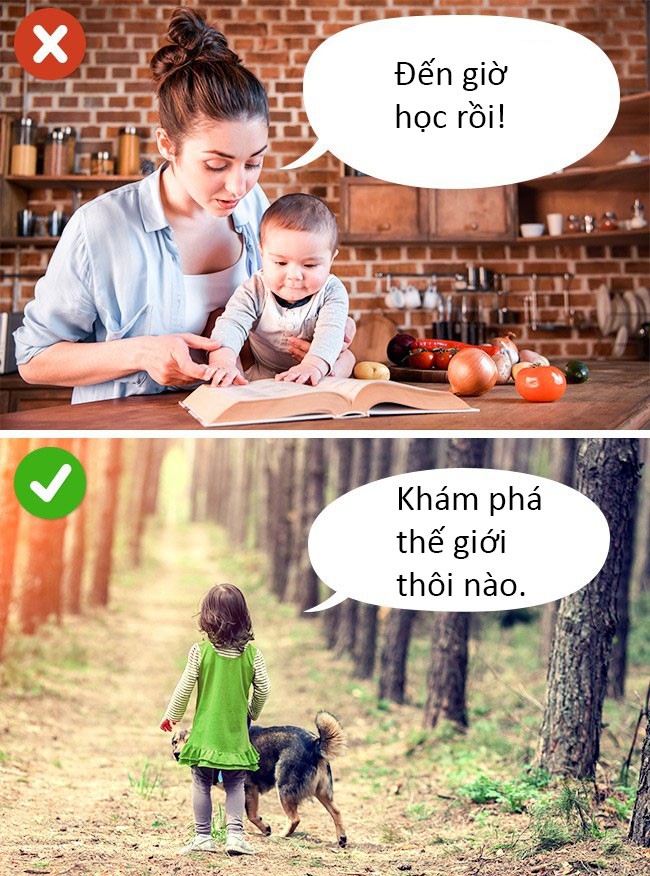 Đến giờ
học rồi!
Khám phá
thế giới
thôi nào.